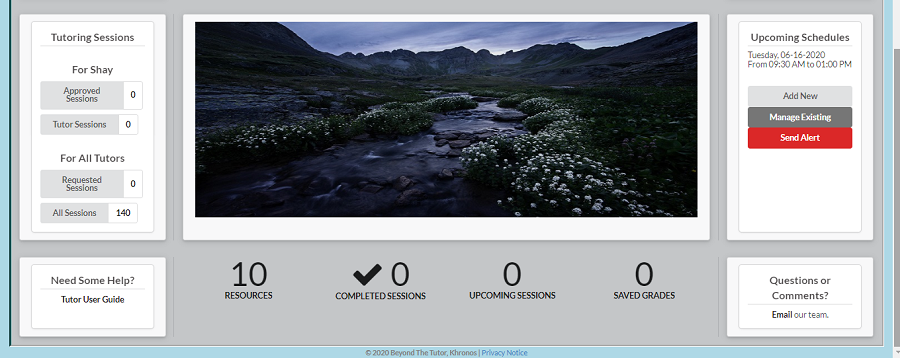 Tutoring Sessions
For Shay
Approved
Sessions
0
Tutor Sessions
0
For All Tutors
Requested
Sessions
0
All Sessions
140
Upcoming Schedules
Tuesday, 06-16-2020
From 09:30 AM to 01:00 PM
Add New
Manage Existing
Send Alert
Need Some Help?
Tutor User Guide
10
RESOURCES
0
COMPLETED SESSIONS
0
UPCOMING SESSIONS
0
SAVED GRADES
Questions or
Comments?
Email our team.
© 2020 Beyond The Tutor, Khronos | Privacy Notice